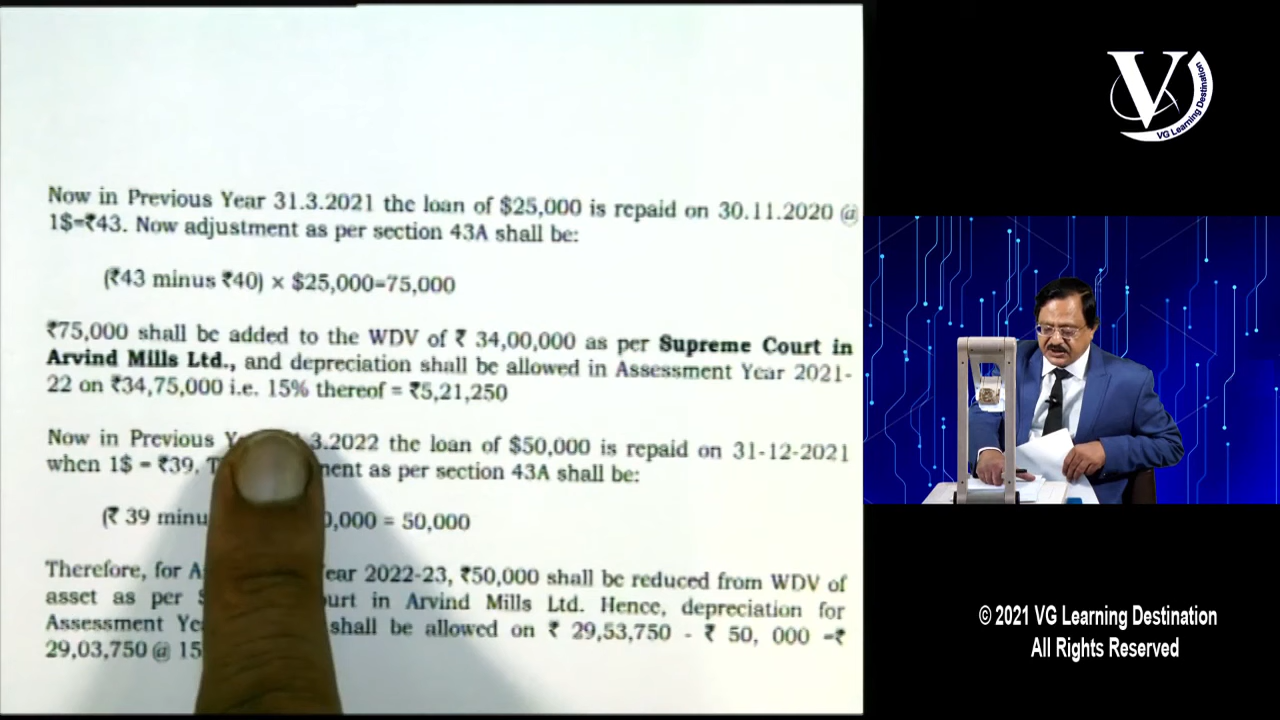 Now in Previous Year 31.3.2021 the loan of $25,000 is repaid on 30.11.2020 @
1$=₹43. Now adjustment as per section 43A shall be:
(₹43 minus ₹40) × $25,000=75,000
₹75,000 shall be added to the WDV of ₹ 34,00,000 as per Supreme Court in
Arvind Mills Ltd., and depreciation shall be allowed in Assessment Year 2021-
22 on ₹34,75,000 i.e. 15% thereof = ₹5,21,250
Now in Previous 3.2022 the loan of $50,000 is repaid on 31-12-2021
when 1$ = ₹39, as per section 43A shall be:
(₹ 39 0,000 = 50,000
Therefore, for 2022-23, ₹50,000 shall be reduced from WDV of
asset as per in Arvind Mills Ltd. Hence, depreciation for
Assessment shall be allowed on ₹ 29,53,750 - ₹ 50, 000 =₹
29,03,750 @ 15
V
VG Learning Destination
© 2021 VG Learning Destination
All Rights Reserved